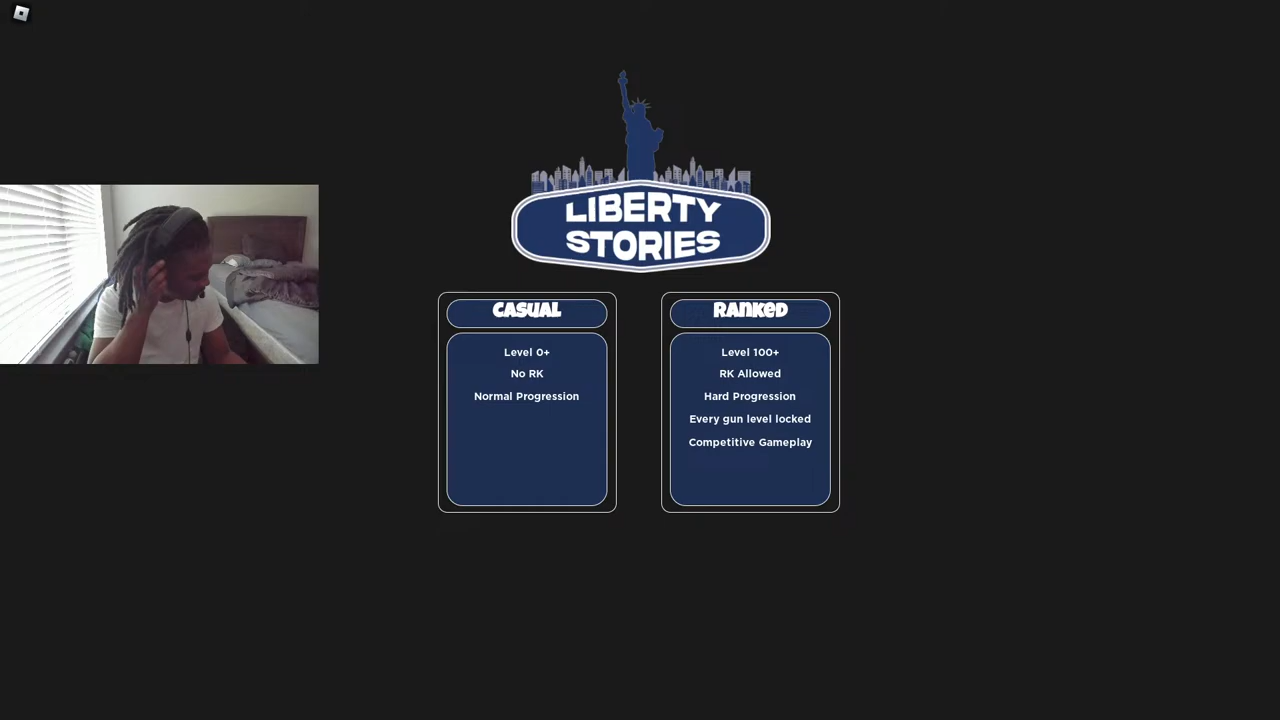 LIBERTY
STORIES
CASUAL
Level 0+
No RK
Normal Progression
RANKED
Level 100+
RK Allowed
Hard Progression
Every gun level locked
Competitive Gameplay